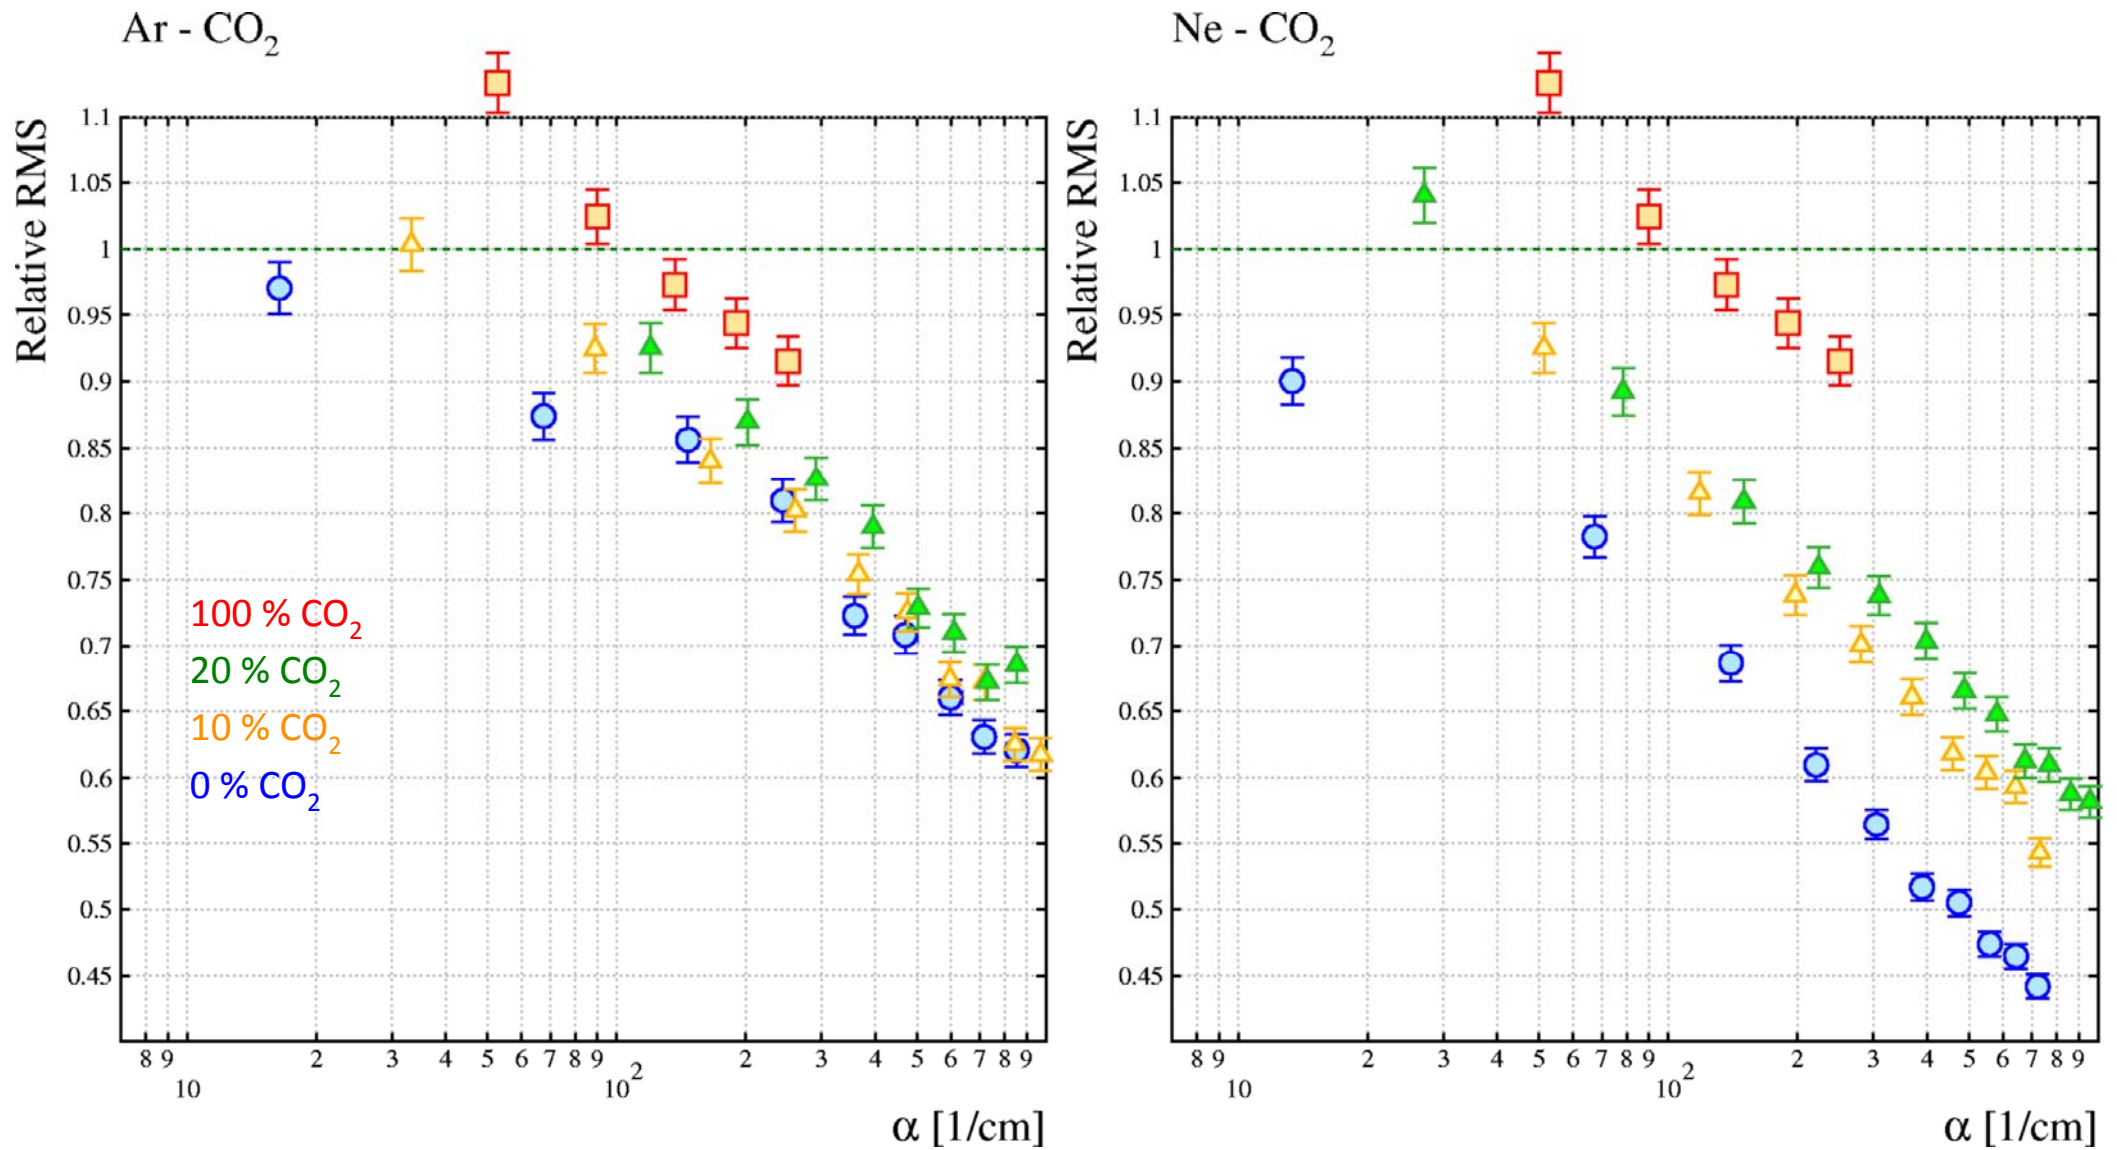 Ar - CO2
Relative RMS
1.1
1.05
1
0.95
0.9
0.85
0.8
0.75
0.7
0.65
0.6
0.55
0.5
0.45
100 % CO2
20 % CO2
10 % CO2
0 % CO2
8 9 2 3 4 5 6 7 8 9 2 3 4 5 6 7 8 9
10 10^2
α [1/cm]
Ne - CO2
Relative RMS
1.1
1.05
1
0.95
0.9
0.85
0.8
0.75
0.7
0.65
0.6
0.55
0.5
0.45
8 9 2 3 4 5 6 7 8 9 2 3 4 5 6 7 8 9
10 10^2
α [1/cm]